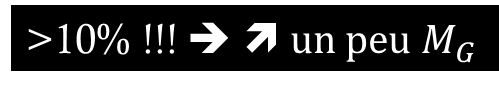 >10% !!! ➔ ⬈ un peu M_G